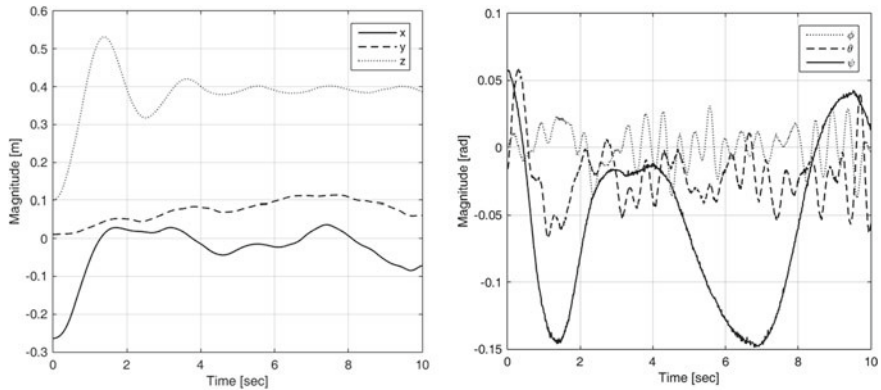 0.6
0.5
0.4
0.3
0.2
0.1
0
-0.1
-0.2
-0.3
Magnitude [m]
0 2 4 6 8 10
Time [sec]
x
y
z
0.1
0.05
0
-0.05
-0.1
-0.15
Magnitude [rad]
0 2 4 6 8 10
Time [sec]
ϕ
θ
ψ